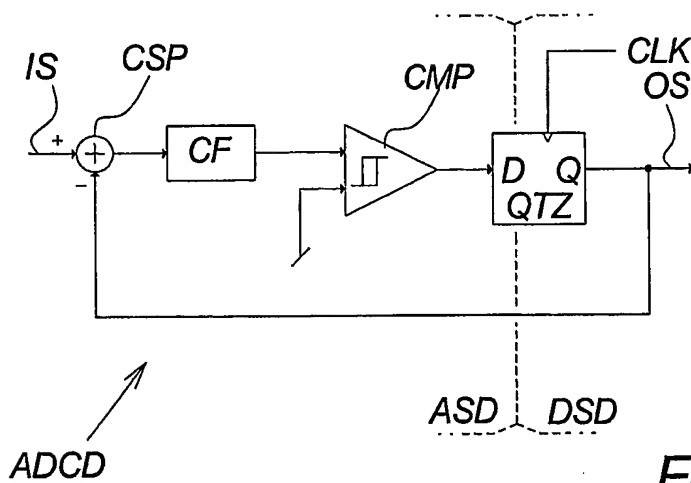 IS
CSP
CMP
CLK
OS
+
-
CF
D Q
QTZ
ASD DSD
ADCD